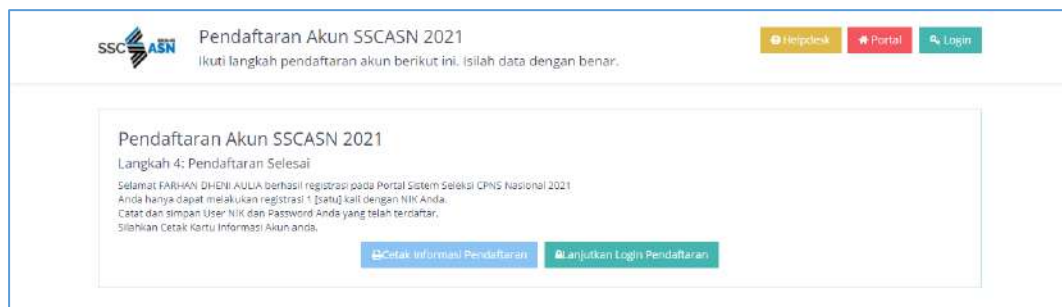 SSC ASN
Pendaftaran Akun SSCASN 2021
Ikuti langkah pendaftaran akun berikut ini. Isilah data dengan benar.
Helpdesk
Portal
Login
Pendaftaran Akun SSCASN 2021
Langkah 4: Pendaftaran Selesai
Selamat FARHAN DHENI AULIA berhasil registrasi pada Portal Sistem Seleksi CPNS Nasional 2021
Anda hanya dapat melakukan registrasi 1 [satu] kali dengan NIK Anda.
Catat dan simpan User NIK dan Password Anda yang telah terdaftar.
Silahkan Cetak Kartu Informasi Akun anda.
Cetak Informasi Pendaftaran
Lanjutkan Login Pendaftaran